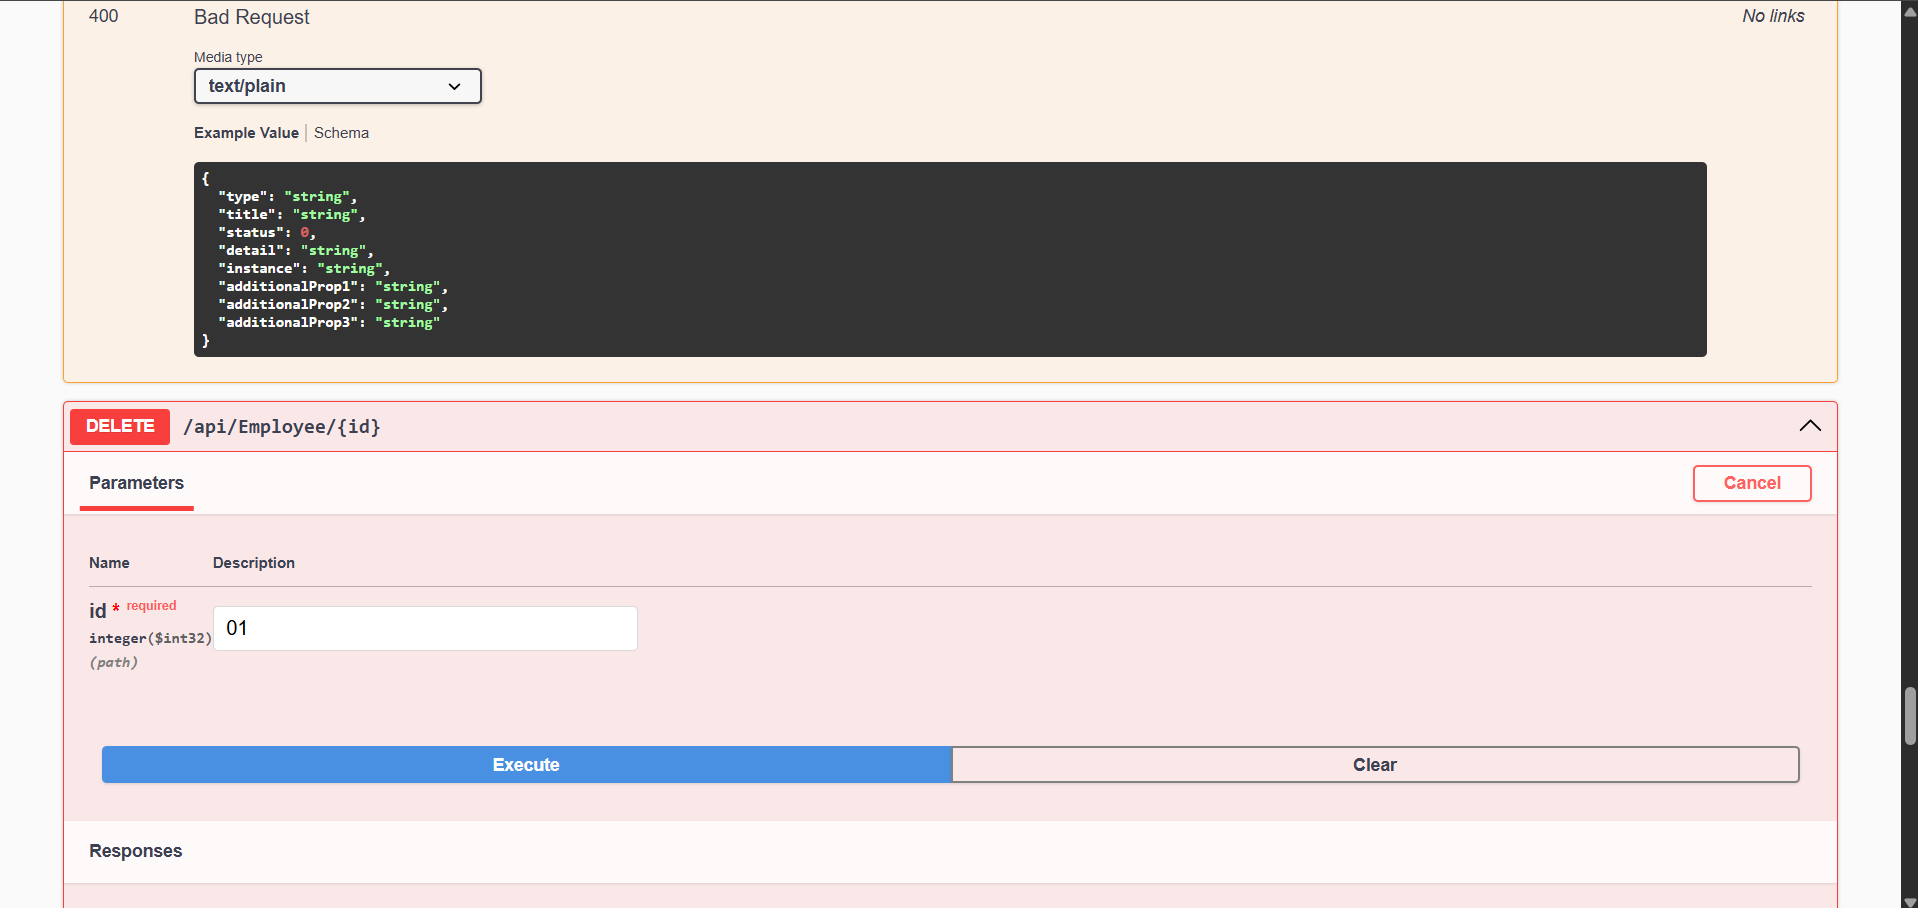 400 Bad Request No links
Media type
text/plain
Example Value Schema
{
  "type": "string",
  "title": "string",
  "status": 0,
  "detail": "string",
  "instance": "string",
  "additionalProp1": "string",
  "additionalProp2": "string",
  "additionalProp3": "string"
}
DELETE /api/Employee/{id}
Parameters Cancel
Name Description
id * required
01
integer($int32)
(path)
Execute Clear
Responses